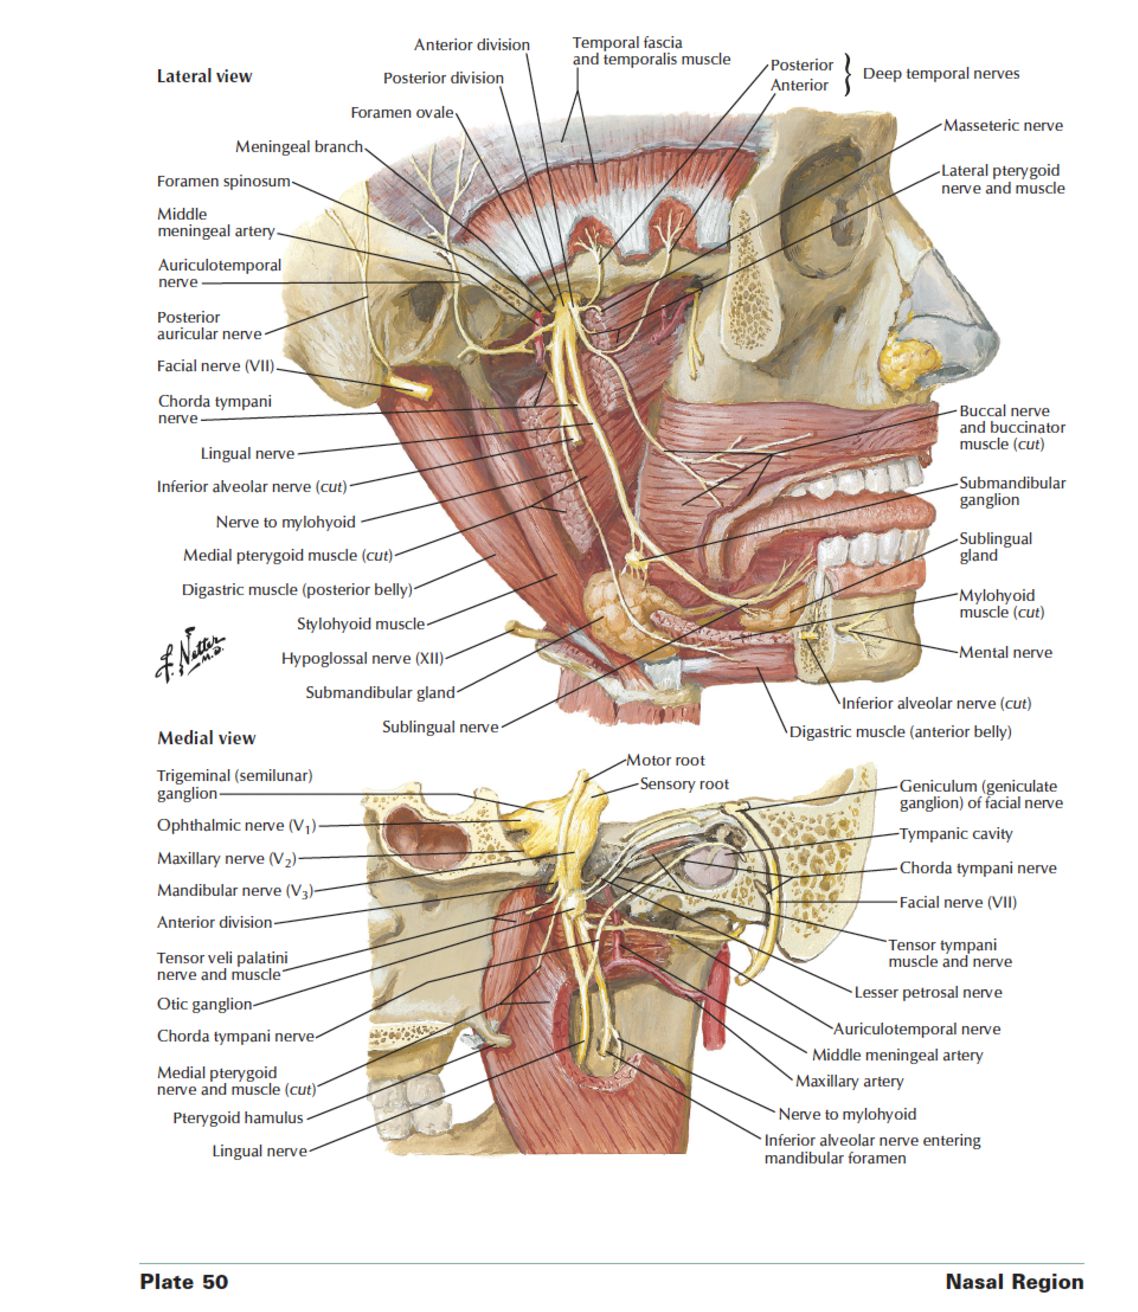 Lateral view
Anterior division
Posterior division
Foramen ovale
Meningeal branch
Foramen spinosum
Middle
meningeal artery
Auriculotemporal
nerve
Posterior
auricular nerve
Facial nerve (VII)
Chorda tympani
nerve
Lingual nerve
Inferior alveolar nerve (cut)
Nerve to mylohyoid
Medial pterygoid muscle (cut)
Digastric muscle (posterior belly)
Stylohyoid muscle
Hypoglossal nerve (XII)
Submandibular gland
Sublingual nerve
Temporal fascia
and temporalis muscle
Posterior
Anterior
Deep temporal nerves
Masseteric nerve
Lateral pterygoid
nerve and muscle
Buccal nerve
and buccinator
muscle (cut)
Submandibular
ganglion
Sublingual
gland
Mylohyoid
muscle (cut)
Mental nerve
Inferior alveolar nerve (cut)
Digastric muscle (anterior belly)
F. Netter
M.D.
Medial view
Trigeminal (semilunar)
ganglion
Ophthalmic nerve (V₁)
Maxillary nerve (V₂)
Mandibular nerve (V₃)
Anterior division
Tensor veli palatini
nerve and muscle
Otic ganglion
Chorda tympani nerve
Medial pterygoid
nerve and muscle (cut)
Pterygoid hamulus
Lingual nerve
Motor root
Sensory root
Geniculum (geniculate
ganglion) of facial nerve
Tympanic cavity
Chorda tympani nerve
Facial nerve (VII)
Tensor tympani
muscle and nerve
Lesser petrosal nerve
Auriculotemporal nerve
Middle meningeal artery
Maxillary artery
Nerve to mylohyoid
Inferior alveolar nerve entering
mandibular foramen
Plate 50
Nasal Region